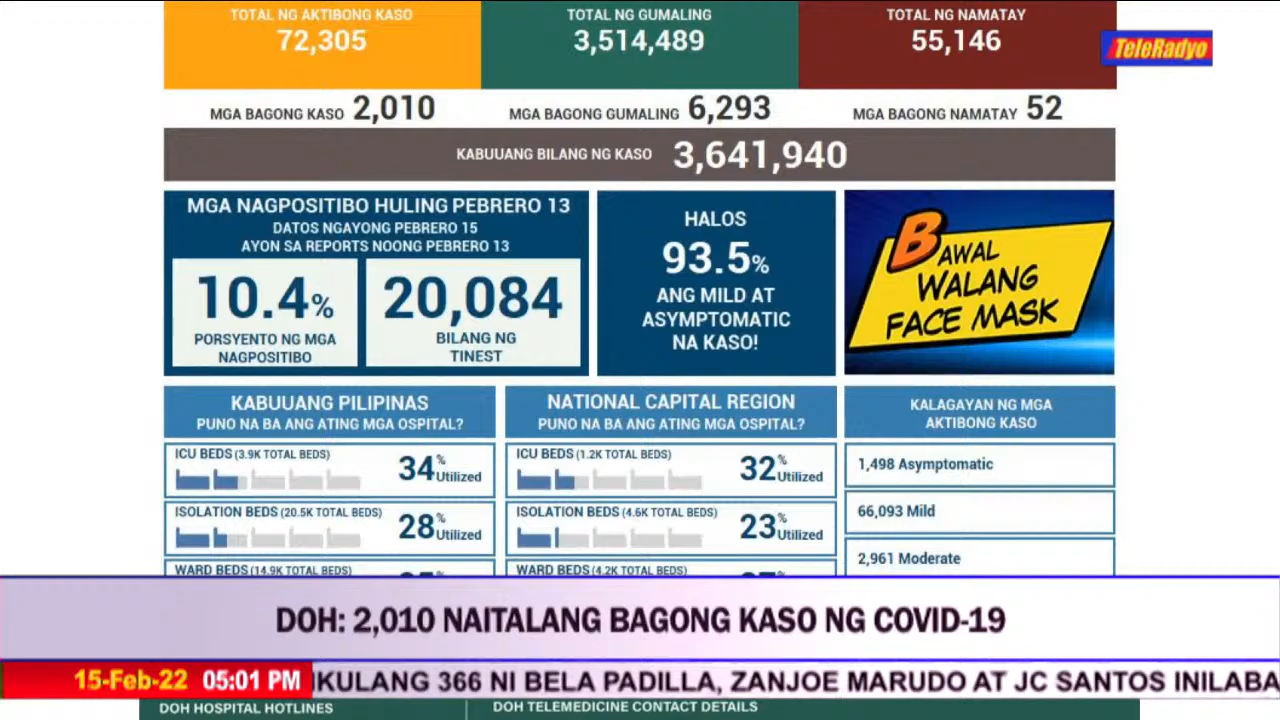 TOTAL NG AKTIBONG KASO
72,305
TOTAL NG GUMALING
3,514,489
TOTAL NG NAMATAY
55,146
TeleRadyo
MGA BAGONG KASO 2,010
MGA BAGONG GUMALING 6,293
MGA BAGONG NAMATAY 52
KABUUANG BILANG NG KASO 3,641,940
MGA NAGPOSITIBO HULING PEBRERO 13
DATOS NGAYONG PEBRERO 15
AYON SA REPORTS NOONG PEBRERO 13
10.4%
PORSYENTO NG MGA
NAGPOSITIBO
20,084
BILANG NG
TINEST
HALOS
93.5%
ANG MILD AT
ASYMPTOMATIC
NA KASO!
BAWAL
WALANG
FACE MASK
KABUUANG PILIPINAS
PUNO NA BA ANG ATING MGA OSPITAL?
ICU BEDS (3.9K TOTAL BEDS)
34% Utilized
ISOLATION BEDS (20.5K TOTAL BEDS)
28% Utilized
WARD BEDS (14.9K TOTAL BEDS)
NATIONAL CAPITAL REGION
PUNO NA BA ANG ATING MGA OSPITAL?
ICU BEDS (1.2K TOTAL BEDS)
32% Utilized
ISOLATION BEDS (4.6K TOTAL BEDS)
23% Utilized
WARD BEDS (4.2K TOTAL BEDS)
KALAGAYAN NG MGA
AKTIBONG KASO
1,498 Asymptomatic
66,093 Mild
2,961 Moderate
DOH: 2,010 NAITALANG BAGONG KASO NG COVID-19
15-Feb-22 05:01 PM
IKULANG 366 NI BELA PADILLA, ZANJOE MARUDO AT JC SANTOS INILABA
DOH HOSPITAL HOTLINES
DOH TELEMEDICINE CONTACT DETAILS